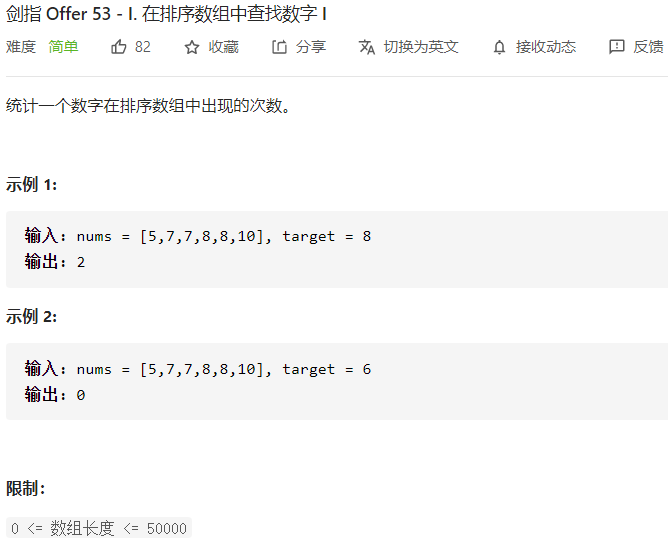 剑指 Offer 53 - I. 在排序数组中查找数字 I
难度 简单 82 收藏 分享 切换为英文 接收动态 反馈
统计一个数字在排序数组中出现的次数。
示例 1:
输入: nums = [5,7,7,8,8,10], target = 8
输出: 2
示例 2:
输入: nums = [5,7,7,8,8,10], target = 6
输出: 0
限制：
0 <= 数组长度 <= 50000